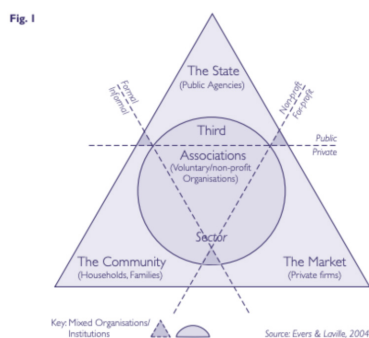 Fig. 1
The State
(Public Agencies)
Formal
Informal
Non-profit
For-profit
Third
Public
Private
Associations
(Voluntary/non-profit
Organisations)
Sector
The Community
(Households, Families)
The Market
(Private firms)
Key: Mixed Organisations/
Institutions
Source: Evers & Laville, 2004